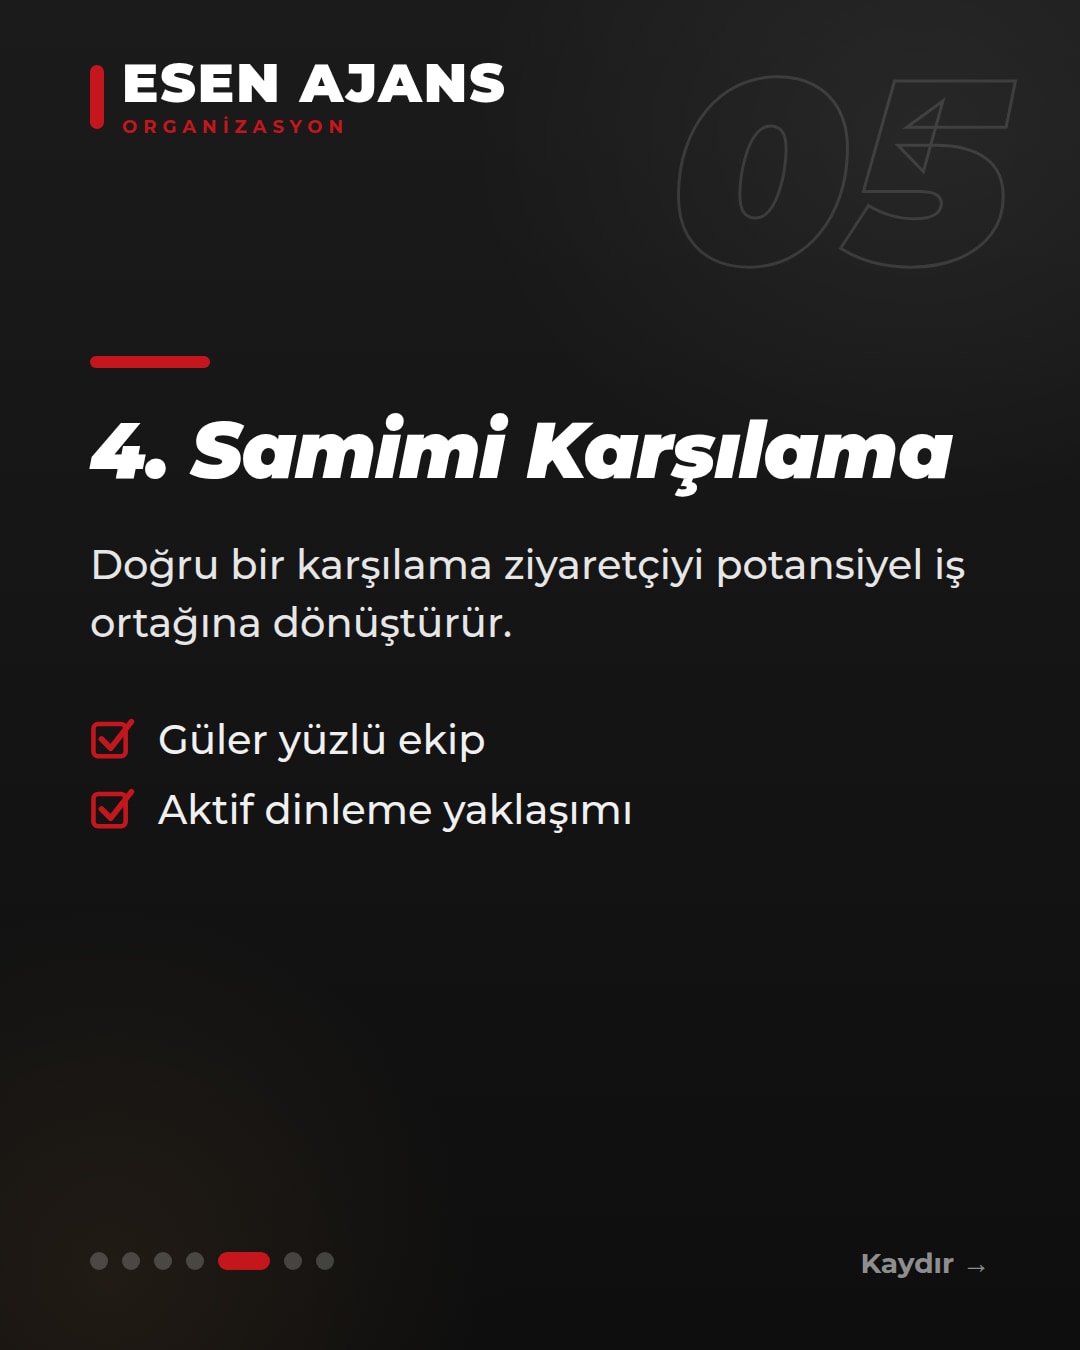 ESEN AJANS
ORGANİZASYON
05
4. Samimi Karşılama
Doğru bir karşılama ziyaretçiyi potansiyel iş
ortağına dönüştürür.
Güler yüzlü ekip
Aktif dinleme yaklaşımı
Kaydır →